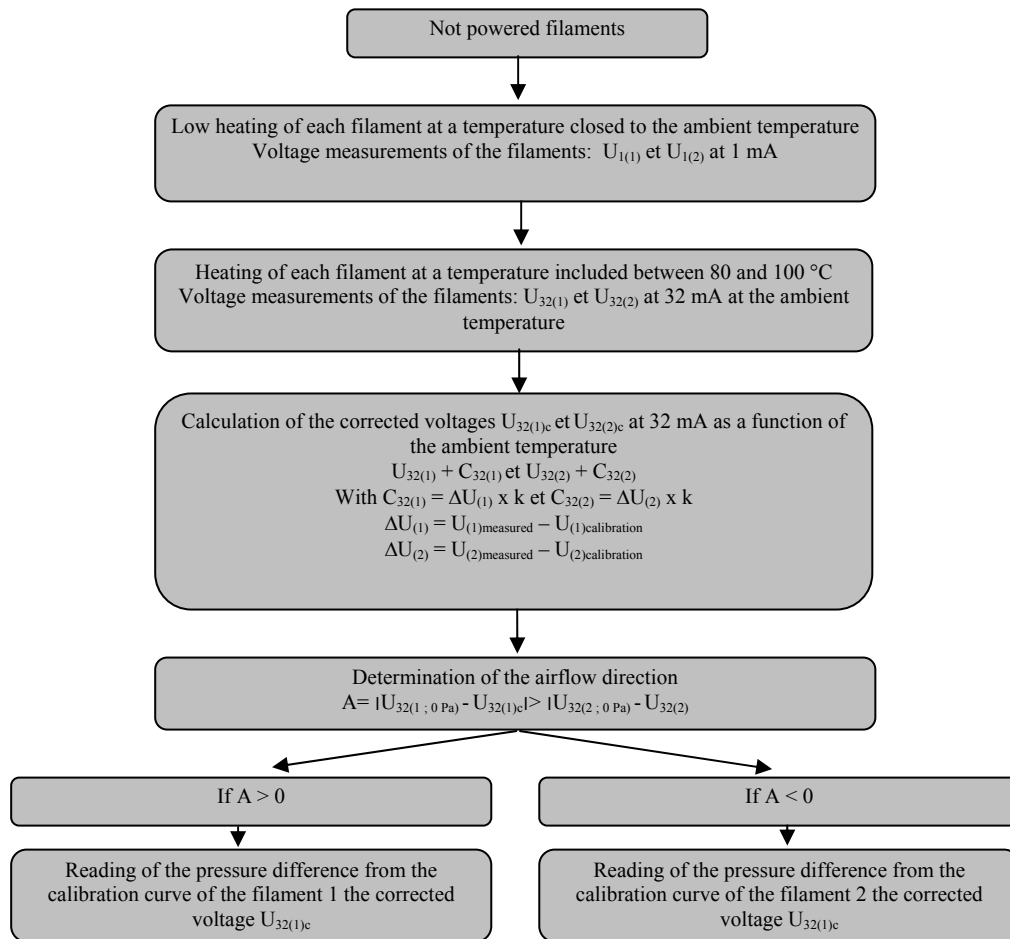 Not powered filaments
Low heating of each filament at a temperature closed to the ambient temperature
Voltage measurements of the filaments: U1(1) et U1(2) at 1 mA
Heating of each filament at a temperature included between 80 and 100 °C
Voltage measurements of the filaments: U32(1) et U32(2) at 32 mA at the ambient
temperature
Calculation of the corrected voltages U32(1)c et U32(2)c at 32 mA as a function of
the ambient temperature
U32(1) + C32(1) et U32(2) + C32(2)
With C32(1) = ΔU(1) x k et C32(2) = ΔU(2) x k
ΔU(1) = U(1)measured – U(1)calibration
ΔU(2) = U(2)measured – U(2)calibration
Determination of the airflow direction
A= |U32(1 ; 0 Pa) - U32(1)c|> |U32(2 ; 0 Pa) - U32(2)
If A > 0
If A < 0
Reading of the pressure difference from the
calibration curve of the filament 1 the corrected
voltage U32(1)c
Reading of the pressure difference from the
calibration curve of the filament 2 the corrected
voltage U32(1)c